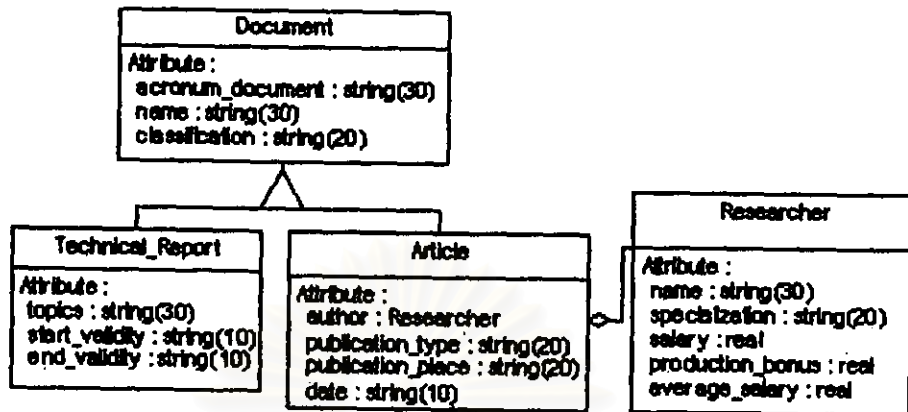 Document
Attribute :
acronum_document : string(30)
name : string(30)
classification : string(20)
Technical_Report
Attribute :
topics : string(30)
start_validity : string(10)
end_validity : string(10)
Article
Attribute :
author : Researcher
publication_type : string(20)
publication_place : string(20)
date : string(10)
Researcher
Attribute :
name : string(30)
specialization : string(20)
salary : real
production_bonus : real
average_salary : real